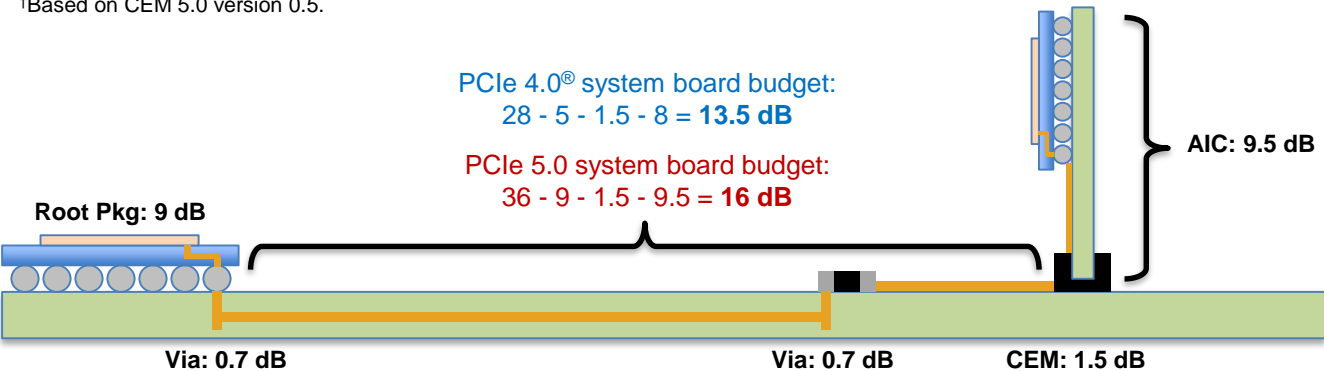 †Based on CEM 5.0 version 0.5.
PCIe 4.0® system board budget:
28 - 5 - 1.5 - 8 = 13.5 dB
PCIe 5.0 system board budget:
36 - 9 - 1.5 - 9.5 = 16 dB
AIC: 9.5 dB
Root Pkg: 9 dB
Via: 0.7 dB
Via: 0.7 dB
CEM: 1.5 dB